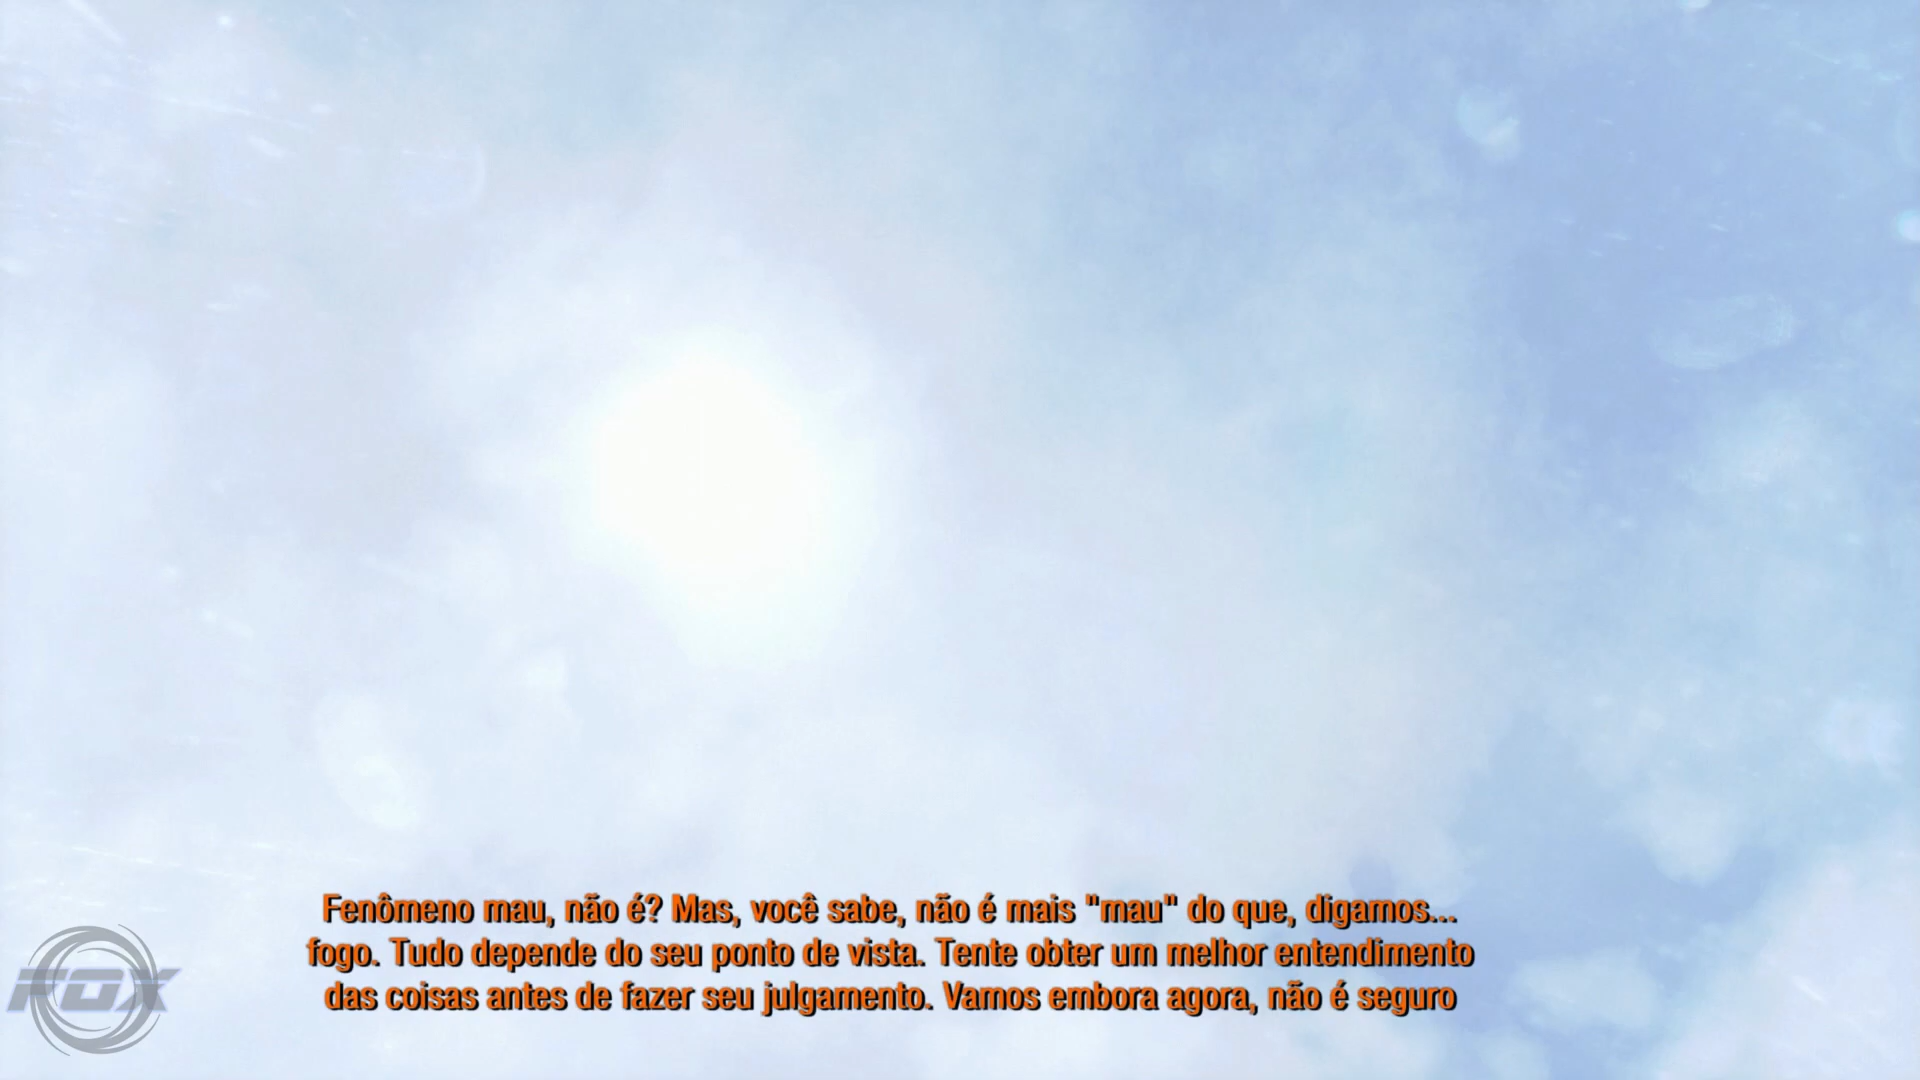 Fenômeno mau, não é? Mas, você sabe, não é mais "mau" do que, digamos...
fogo. Tudo depende do seu ponto de vista. Tente obter um melhor entendimento
das coisas antes de fazer seu julgamento. Vamos embora agora, não é seguro
FOX